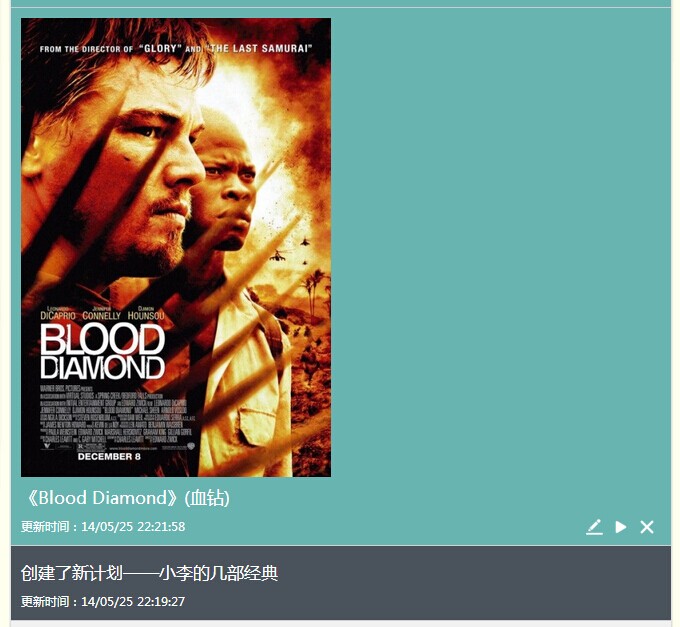 FROM THE DIRECTOR OF "GLORY" AND "THE LAST SAMURAI"
LEONARDO DiCAPRIO JENNIFER CONNELLY DJIMON HOUNSOU
BLOOD
DIAMOND
DECEMBER 8
《Blood Diamond》(血钻)
更新时间：14/05/25 22:21:58
创建了新计划——小李的几部经典
更新时间：14/05/25 22:19:27